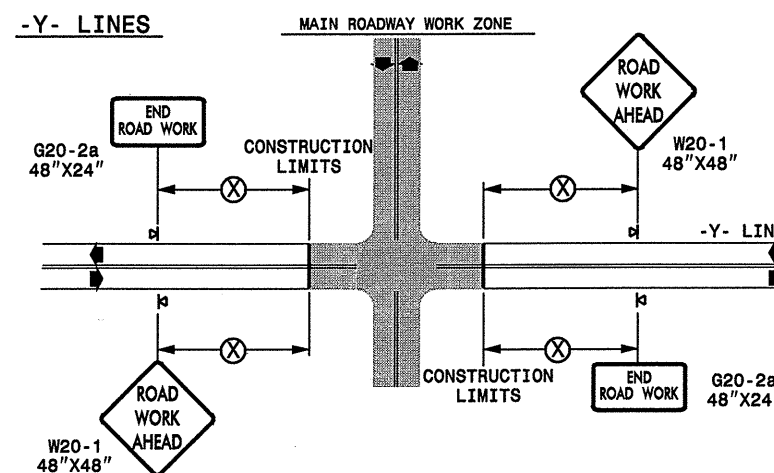 -Y- LINES
MAIN ROADWAY WORK ZONE
END
ROAD WORK
G20-2a
48"X24"
CONSTRUCTION
LIMITS
X
X
ROAD
WORK
AHEAD
W20-1
48"X48"
-Y- LIN
X
X
ROAD
WORK
AHEAD
W20-1
48"X48"
CONSTRUCTION
LIMITS
END
ROAD WORK
G20-2a
48"X24